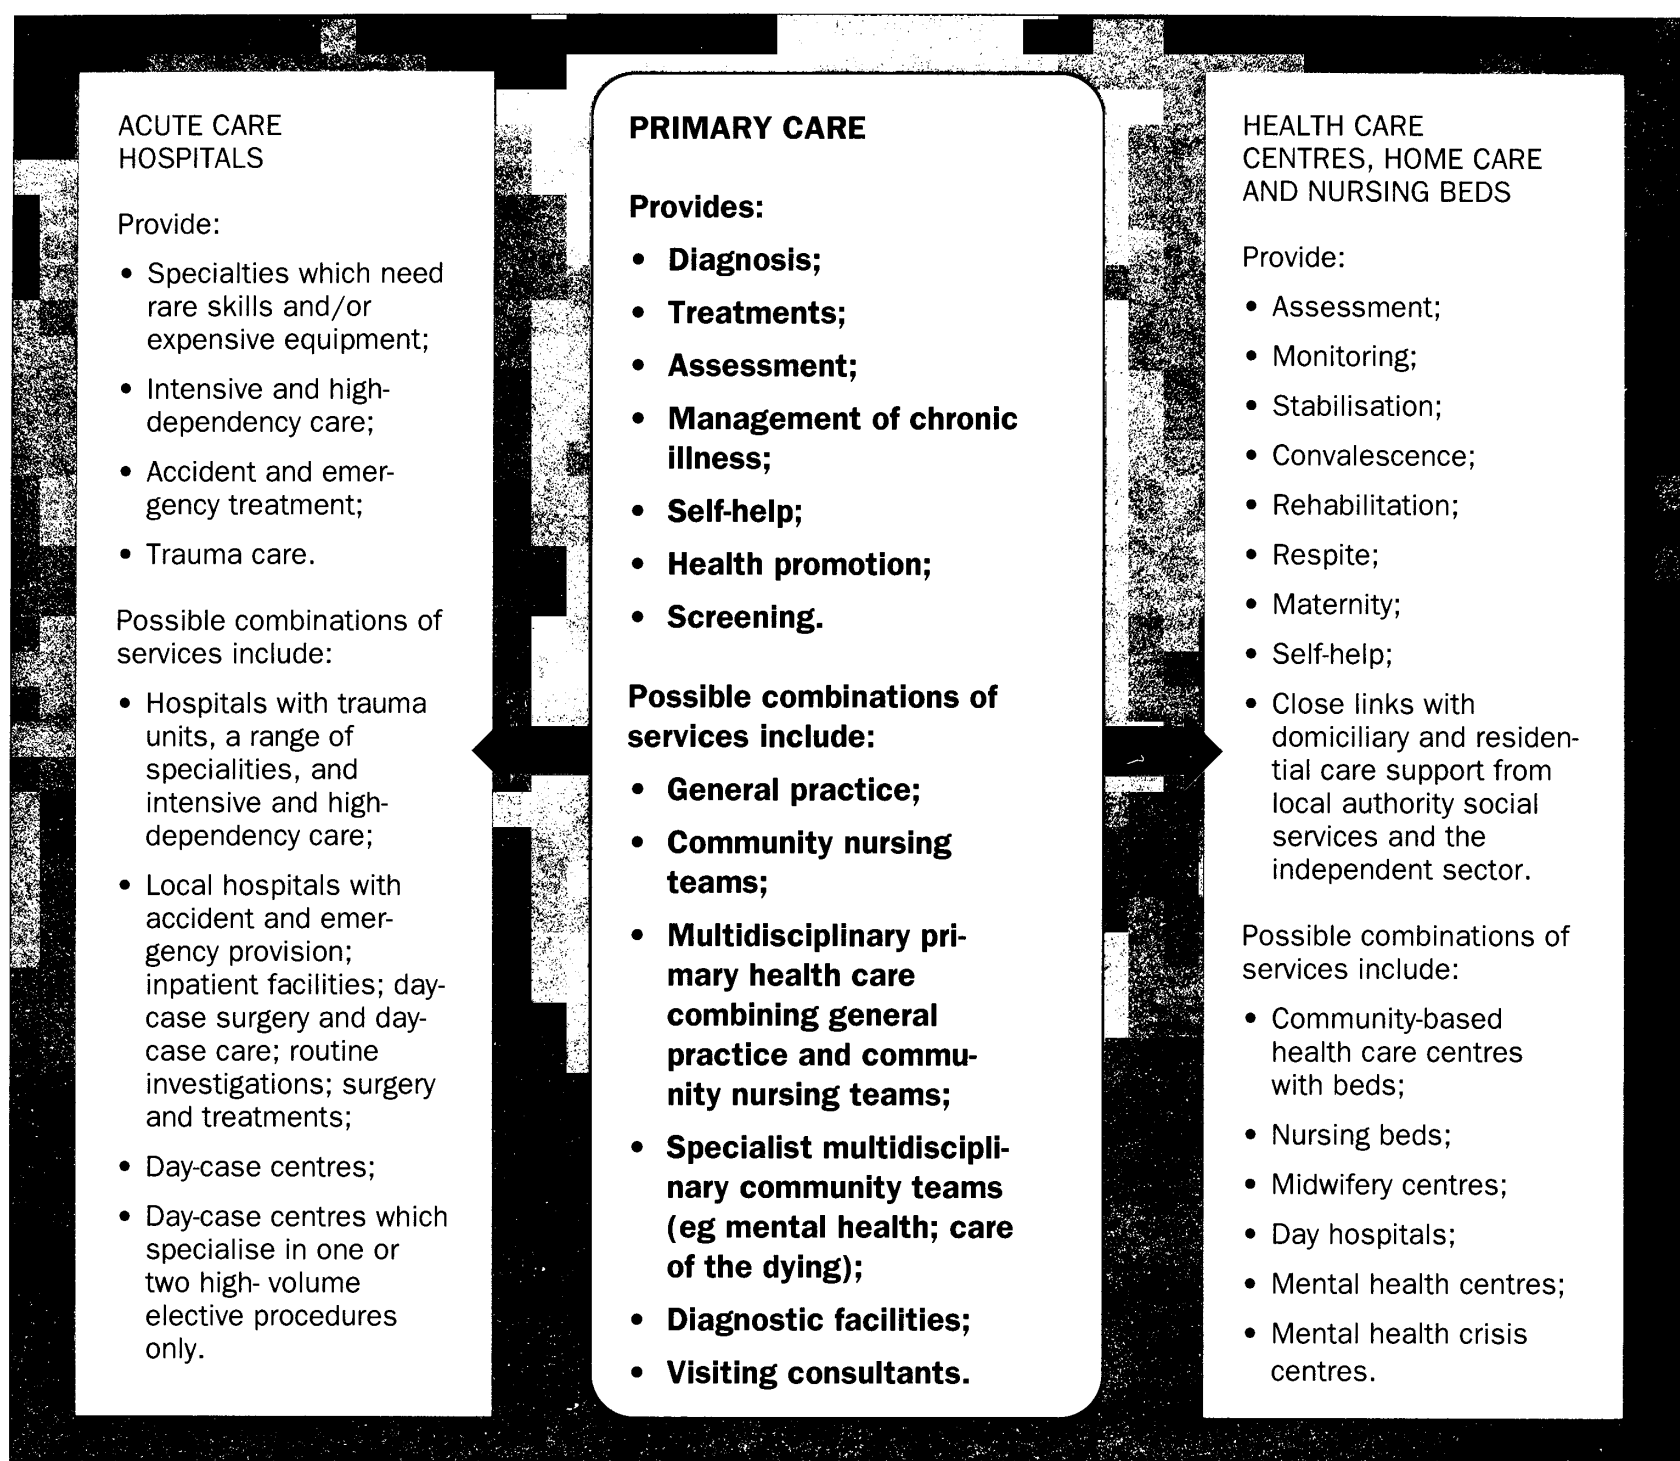 ACUTE CARE
HOSPITALS
Provide:
• Specialties which need
rare skills and/or
expensive equipment;
• Intensive and high-
dependency care;
• Accident and emer-
gency treatment;
• Trauma care.
Possible combinations of
services include:
• Hospitals with trauma
units, a range of
specialities, and
intensive and high-
dependency care;
• Local hospitals with
accident and emer-
gency provision;
inpatient facilities; day-
case surgery and day-
case care; routine
investigations; surgery
and treatments;
• Day-case centres;
• Day-case centres which
specialise in one or
two high- volume
elective procedures
only.
PRIMARY CARE
Provides:
• Diagnosis;
• Treatments;
• Assessment;
• Management of chronic
illness;
• Self-help;
• Health promotion;
• Screening.
Possible combinations of
services include:
• General practice;
• Community nursing
teams;
• Multidisciplinary pri-
mary health care
combining general
practice and commu-
nity nursing teams;
• Specialist multidiscipli-
nary community teams
(eg mental health; care
of the dying);
• Diagnostic facilities;
• Visiting consultants.
HEALTH CARE
CENTRES, HOME CARE
AND NURSING BEDS
Provide:
• Assessment;
• Monitoring;
• Stabilisation;
• Convalescence;
• Rehabilitation;
• Respite;
• Maternity;
• Self-help;
• Close links with
domiciliary and residen-
tial care support from
local authority social
services and the
independent sector.
Possible combinations of
services include:
• Community-based
health care centres
with beds;
• Nursing beds;
• Midwifery centres;
• Day hospitals;
• Mental health centres;
• Mental health crisis
centres.